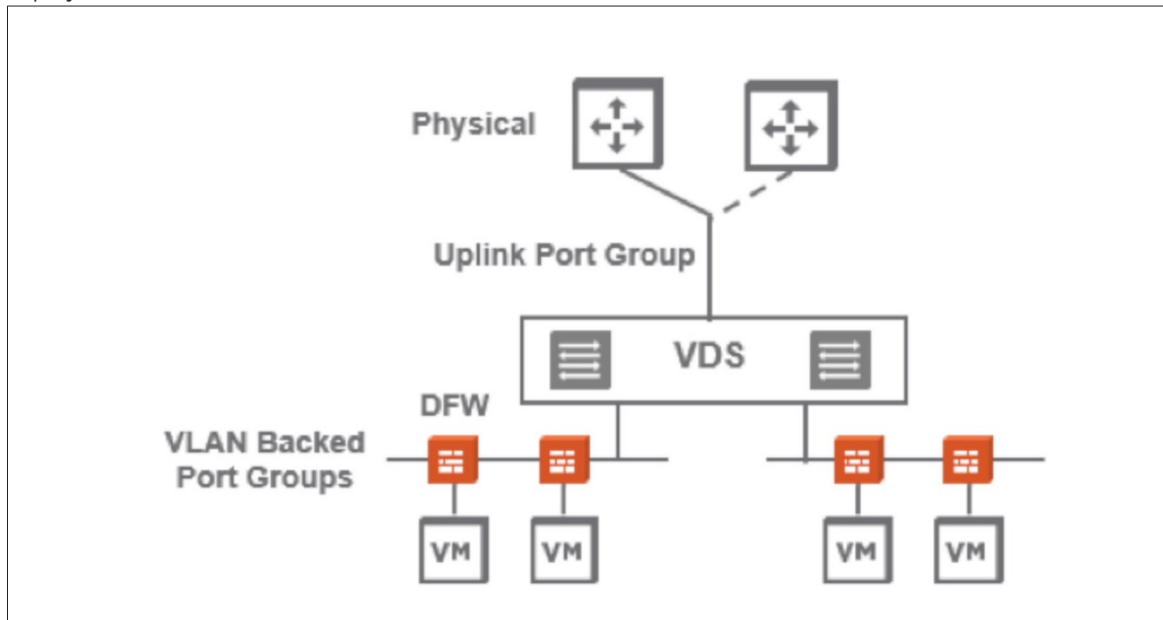 Physical
Uplink Port Group
VDS
DFW
VLAN Backed
Port Groups
VM
VM
VM
VM